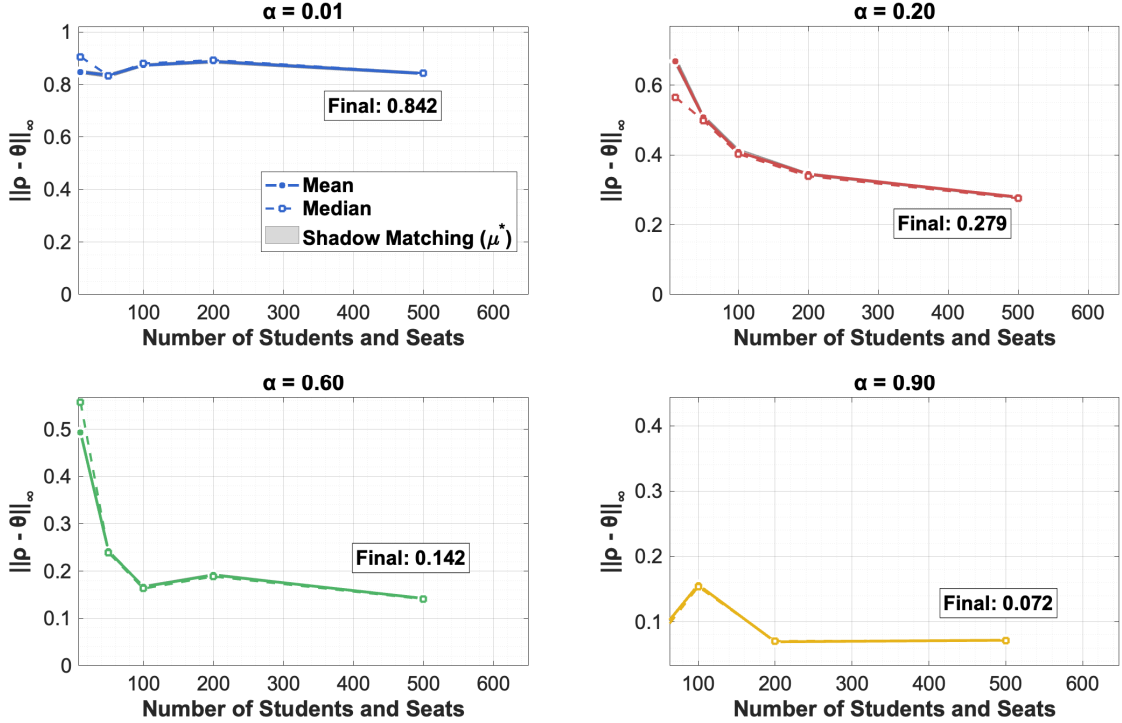 α = 0.01
||ρ - θ||∞
1
0.8
0.6
0.4
0.2
0
Final: 0.842
Mean
Median
Shadow Matching (μ*)
100 200 300 400 500 600
Number of Students and Seats
α = 0.20
||ρ - θ||∞
0.6
0.4
0.2
0
Final: 0.279
100 200 300 400 500 600
Number of Students and Seats
α = 0.60
||ρ - θ||∞
0.5
0.4
0.3
0.2
0.1
0
Final: 0.142
100 200 300 400 500 600
Number of Students and Seats
α = 0.90
||ρ - θ||∞
0.4
0.3
0.2
0.1
Final: 0.072
100 200 300 400 500 600
Number of Students and Seats